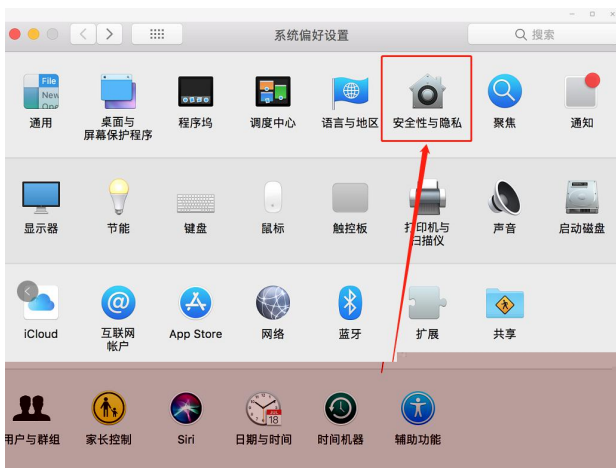 系统偏好设置
搜索
File
New
One
通用
桌面与
屏幕保护程序
程序坞
调度中心
语言与地区
安全性与隐私
聚焦
通知
显示器
节能
键盘
鼠标
触控板
打印机与
扫描仪
声音
启动磁盘
iCloud
互联网
帐户
App Store
网络
蓝牙
扩展
共享
用户与群组
家长控制
Siri
日期与时间
时间机器
辅助功能
18